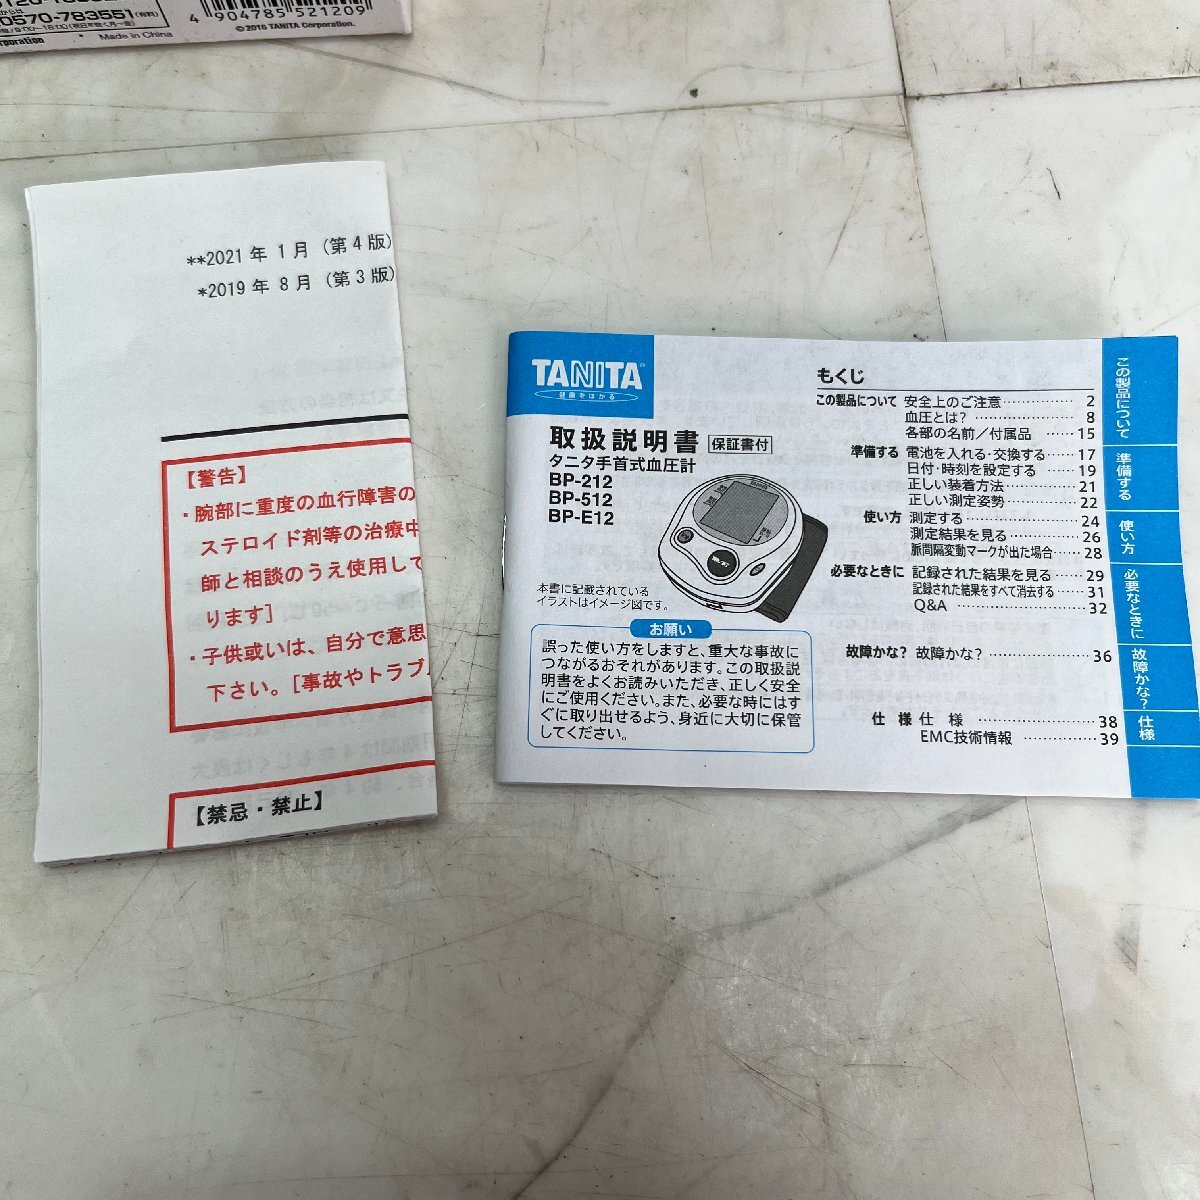 0570-783551(有料)
rporation • Made in China
4 904785 521209
©2016 TANITA Corporation.
**2021年 1月(第4版)
*2019年 8月(第3版)
【警告】
・腕部に重度の血行障害の
ステロイド剤等の治療中
師と相談のうえ使用して
ります]
・子供或いは、自分で意思
下さい。[事故やトラブ
【禁忌・禁止】
TANITA
健康をはかる
取扱説明書 保証書付
タニタ手首式血圧計
BP-212
BP-512
BP-E12
本書に記載されている
イラストはイメージ図です。
お願い
誤った使い方をしますと、重大な事故に
つながるおそれがあります。この取扱説
明書をよくお読みいただき、正しく安全
にご使用ください。また、必要な時にはす
ぐに取り出せるよう、身近に大切に保管
してください。
もくじ
この製品について 安全上のご注意 2
血圧とは? 8
各部の名前/付属品 15
準備する 電池を入れる・交換する 17
日付・時刻を設定する 19
正しい装着方法 21
正しい測定姿勢 22
使い方 測定する 24
測定結果を見る 26
脈間隔変動マークが出た場合 28
必要なときに 記録された結果を見る 29
記録された結果をすべて消去する 31
Q&A 32
故障かな? 故障かな? 36
仕様 仕様 38
EMC技術情報 39
この製品について
準備する
使い方
必要なときに
故障かな?
仕様